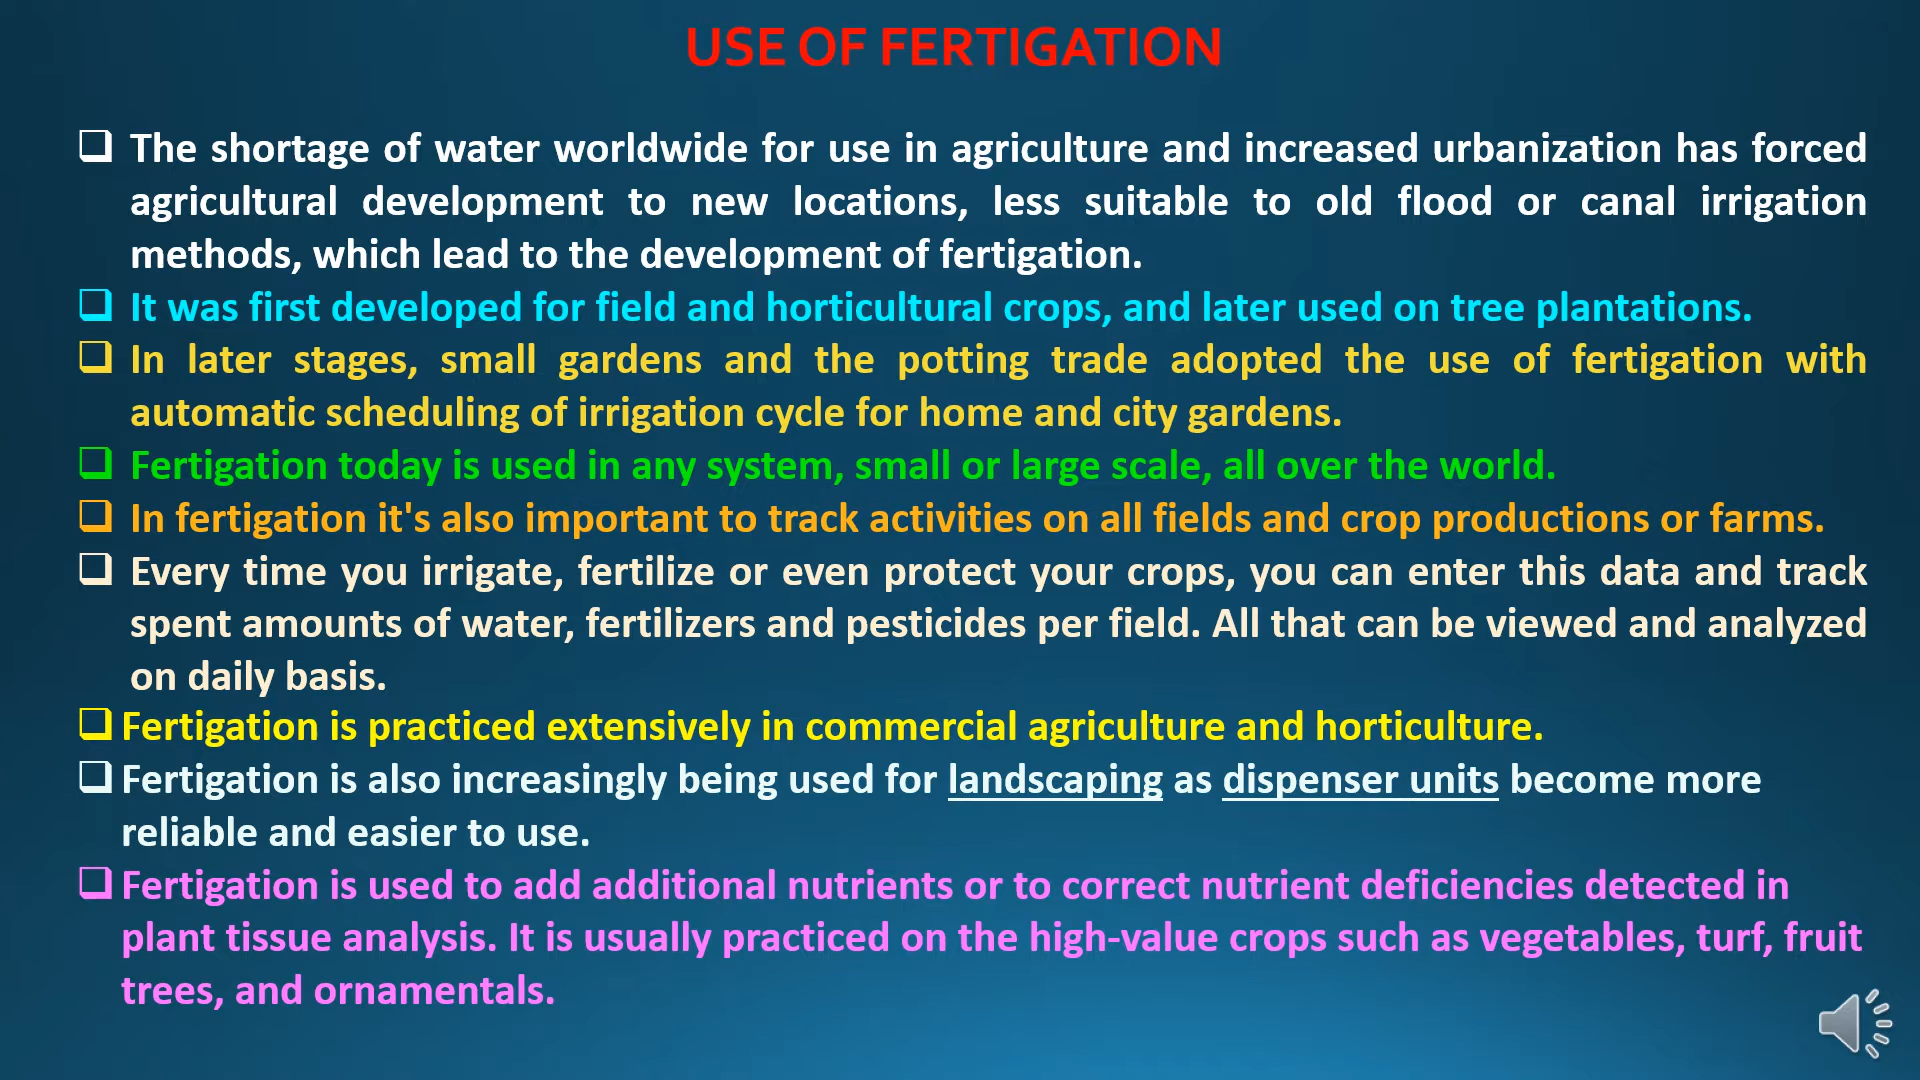 USE OF FERTIGATION
❑ The shortage of water worldwide for use in agriculture and increased urbanization has forced
agricultural development to new locations, less suitable to old flood or canal irrigation
methods, which lead to the development of fertigation.
❑ It was first developed for field and horticultural crops, and later used on tree plantations.
❑ In later stages, small gardens and the potting trade adopted the use of fertigation with
automatic scheduling of irrigation cycle for home and city gardens.
❑ Fertigation today is used in any system, small or large scale, all over the world.
❑ In fertigation it's also important to track activities on all fields and crop productions or farms.
❑ Every time you irrigate, fertilize or even protect your crops, you can enter this data and track
spent amounts of water, fertilizers and pesticides per field. All that can be viewed and analyzed
on daily basis.
❑ Fertigation is practiced extensively in commercial agriculture and horticulture.
❑ Fertigation is also increasingly being used for landscaping as dispenser units become more
reliable and easier to use.
❑ Fertigation is used to add additional nutrients or to correct nutrient deficiencies detected in
plant tissue analysis. It is usually practiced on the high-value crops such as vegetables, turf, fruit
trees, and ornamentals.